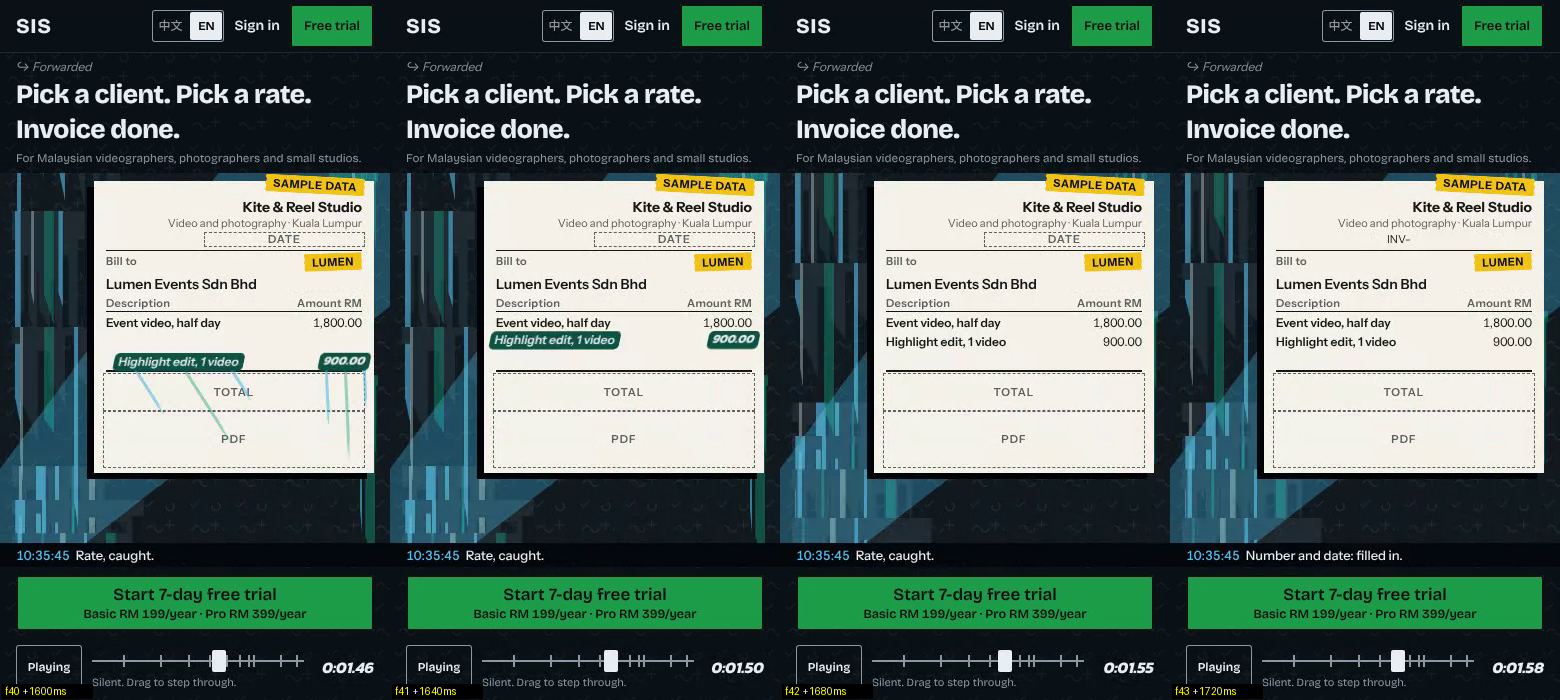 SIS 中文 EN Sign in Free trial
↪ Forwarded
Pick a client. Pick a rate.
Invoice done.
For Malaysian videographers, photographers and small studios.
SAMPLE DATA
Kite & Reel Studio
Video and photography · Kuala Lumpur
DATE
Bill to LUMEN
Lumen Events Sdn Bhd
Description Amount RM
Event video, half day 1,800.00
Highlight edit, 1 video 900.00
TOTAL
PDF
10:35:45 Rate, caught.
Start 7-day free trial
Basic RM 199/year · Pro RM 399/year
Playing 0:01.46
Silent. Drag to step through.
f40 +1600ms
SIS 中文 EN Sign in Free trial
↪ Forwarded
Pick a client. Pick a rate.
Invoice done.
For Malaysian videographers, photographers and small studios.
SAMPLE DATA
Kite & Reel Studio
Video and photography · Kuala Lumpur
DATE
Bill to LUMEN
Lumen Events Sdn Bhd
Description Amount RM
Event video, half day 1,800.00
Highlight edit, 1 video 900.00
TOTAL
PDF
10:35:45 Rate, caught.
Start 7-day free trial
Basic RM 199/year · Pro RM 399/year
Playing 0:01.50
Silent. Drag to step through.
f41 +1640ms
SIS 中文 EN Sign in Free trial
↪ Forwarded
Pick a client. Pick a rate.
Invoice done.
For Malaysian videographers, photographers and small studios.
SAMPLE DATA
Kite & Reel Studio
Video and photography · Kuala Lumpur
DATE
Bill to LUMEN
Lumen Events Sdn Bhd
Description Amount RM
Event video, half day 1,800.00
Highlight edit, 1 video 900.00
TOTAL
PDF
10:35:45 Rate, caught.
Start 7-day free trial
Basic RM 199/year · Pro RM 399/year
Playing 0:01.55
Silent. Drag to step through.
f42 +1680ms
SIS 中文 EN Sign in Free trial
↪ Forwarded
Pick a client. Pick a rate.
Invoice done.
For Malaysian videographers, photographers and small studios.
SAMPLE DATA
Kite & Reel Studio
Video and photography · Kuala Lumpur
INV-
Bill to LUMEN
Lumen Events Sdn Bhd
Description Amount RM
Event video, half day 1,800.00
Highlight edit, 1 video 900.00
TOTAL
PDF
10:35:45 Number and date: filled in.
Start 7-day free trial
Basic RM 199/year · Pro RM 399/year
Playing 0:01.58
Silent. Drag to step through.
f43 +1720ms